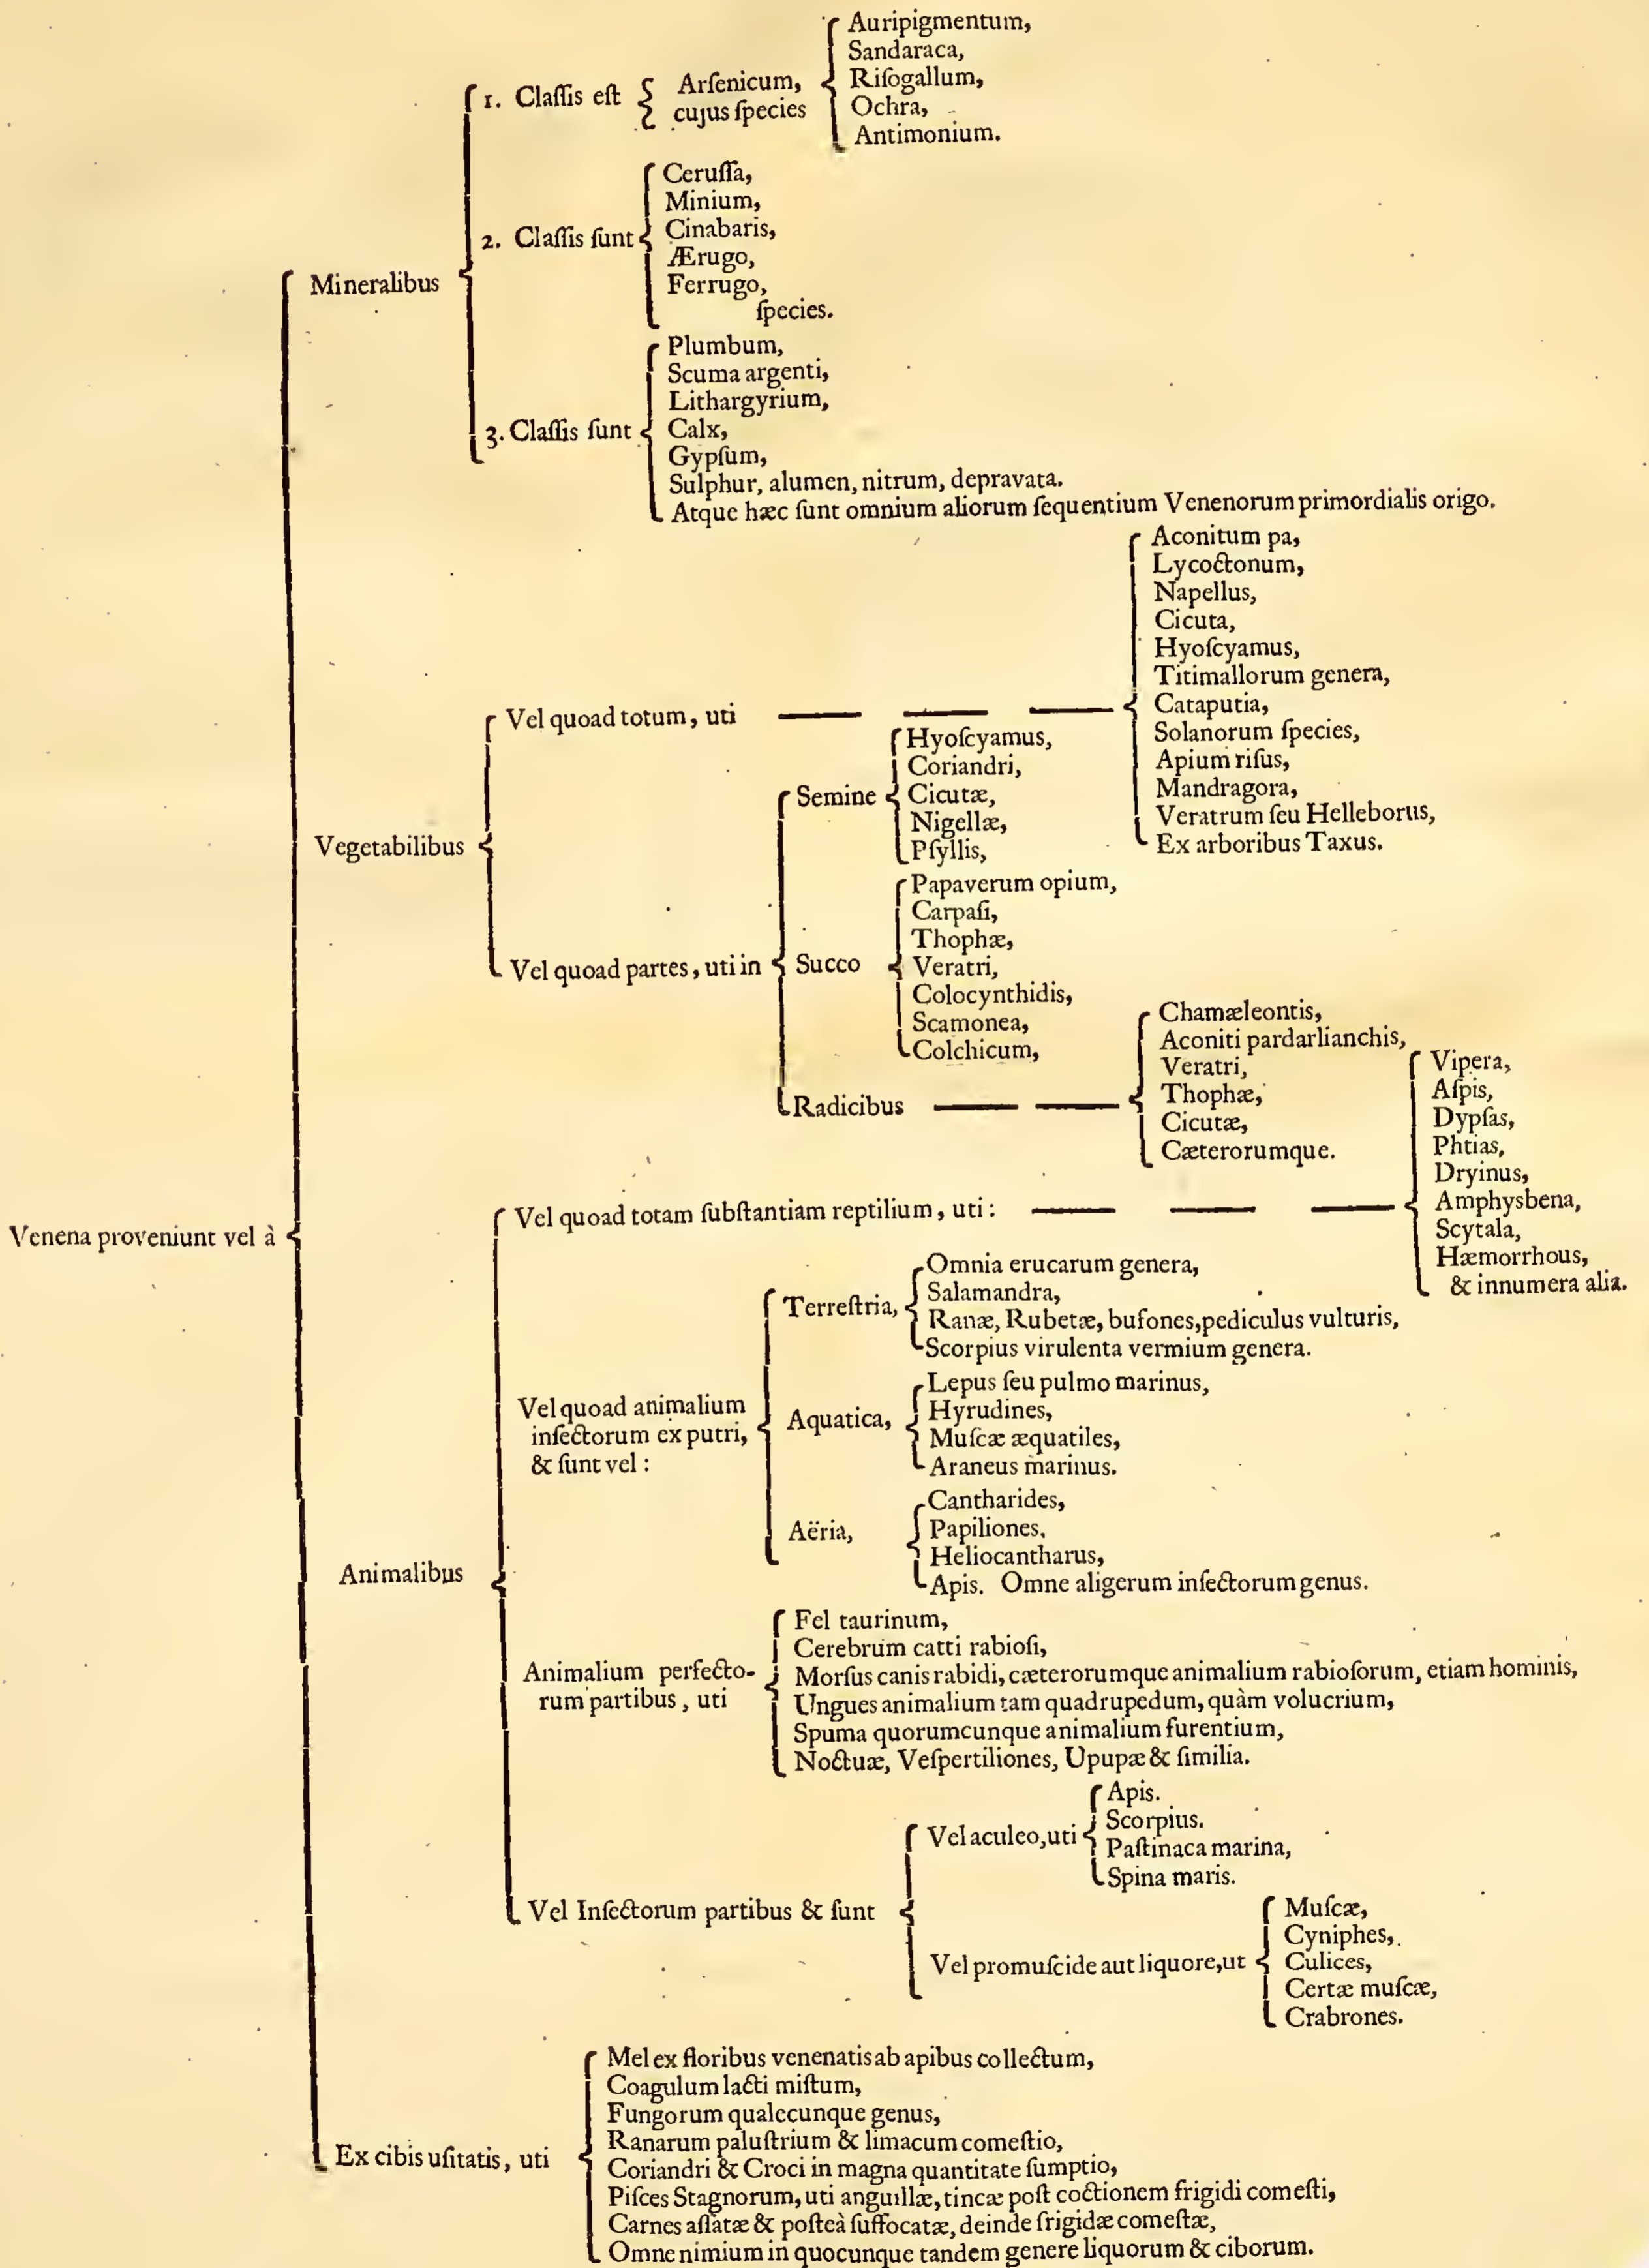 Venena proveniunt vel à
Mineralibus
1. Claſſis eſt
Arſenicum,
cujus ſpecies
Auripigmentum,
Sandaraca,
Riſogallum,
Ochra,
Antimonium.
2. Claſſis ſunt
Ceruſſa,
Minium,
Cinabaris,
Ærugo,
Ferrugo,
ſpecies.
3. Claſſis ſunt
Plumbum,
Scuma argenti,
Lithargyrium,
Calx,
Gypſum,
Sulphur, alumen, nitrum, depravata.
Atque hæc ſunt omnium aliorum ſequentium Venenorum primordialis origo.
Vegetabilibus
Vel quoad totum, uti
Aconitum pa,
Lycoctonum,
Napellus,
Cicuta,
Hyoſcyamus,
Titimallorum genera,
Cataputia,
Solanorum ſpecies,
Apium riſus,
Mandragora,
Veratrum ſeu Helleborus,
Ex arboribus Taxus.
Vel quoad partes, uti in
Semine
Hyoſcyamus,
Coriandri,
Cicutæ,
Nigellæ,
Pſyllis,
Succo
Papaverum opium,
Carpaſi,
Thophæ,
Veratri,
Colocynthidis,
Scamonea,
Colchicum,
Radicibus
Chamæleontis,
Aconiti pardarlianchis,
Veratri,
Thophæ,
Cicutæ,
Cæterorumque.
Animalibus
Vel quoad totam ſubſtantiam reptilium, uti:
Vipera,
Aſpis,
Dypſas,
Phtias,
Dryinus,
Amphysbena,
Scytala,
Hæmorrhous,
& innumera alia.
Vel quoad animalium
inſectorum ex putri,
& ſunt vel:
Terreſtria,
Omnia erucarum genera,
Salamandra,
Ranæ, Rubetæ, bufones, pediculus vulturis,
Scorpius virulenta vermium genera.
Aquatica,
Lepus ſeu pulmo marinus,
Hyrudines,
Muſcæ æquatiles,
Araneus marinus.
Aëria,
Cantharides,
Papiliones,
Heliocantharus,
Apis. Omne aligerum inſectorum genus.
Animalium perfecto-
rum partibus, uti
Fel taurinum,
Cerebrum catti rabioſi,
Morſus canis rabidi, cæterorumque animalium rabioſorum, etiam hominis,
Ungues animalium tam quadrupedum, quàm volucrium,
Spuma quorumcunque animalium furentium,
Noctuæ, Veſpertiliones, Upupæ & ſimilia.
Vel Inſectorum partibus & ſunt
Vel aculeo, uti
Apis.
Scorpius.
Paſtinaca marina,
Spina maris.
Vel promuſcide aut liquore, ut
Muſcæ,
Cyniphes,
Culices,
Certæ muſcæ,
Crabrones.
Ex cibis uſitatis, uti
Mel ex floribus venenatis ab apibus collectum,
Coagulum lacti miſtum,
Fungorum qualecunque genus,
Ranarum paluſtrium & limacum comeſtio,
Coriandri & Croci in magna quantitate ſumptio,
Piſces Stagnorum, uti anguillæ, tincæ poſt coctionem frigidi comeſti,
Carnes aſſatæ & poſteà ſuffocatæ, deinde frigidæ comeſtæ,
Omne nimium in quocunque tandem genere liquorum & ciborum.